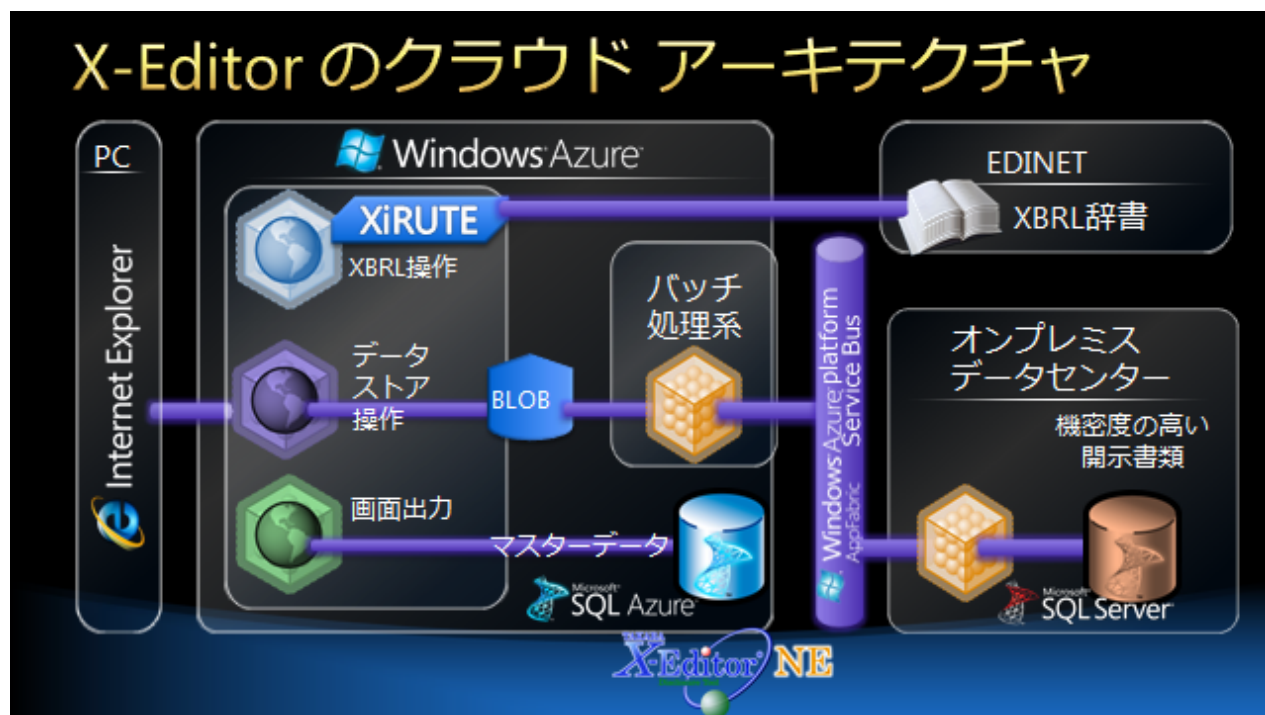 X-Editor のクラウド アーキテクチャ
PC
Internet Explorer
Windows Azure
XiRUTE
XBRL操作
データ
ストア
操作
画面出力
BLOB
バッチ
処理系
マスターデータ
Microsoft
SQL Azure
Windows Azure platform
AppFabric
Service Bus
EDINET
XBRL辞書
オンプレミス
データセンター
機密度の高い
開示書類
Microsoft
SQL Server
X-Editor NE